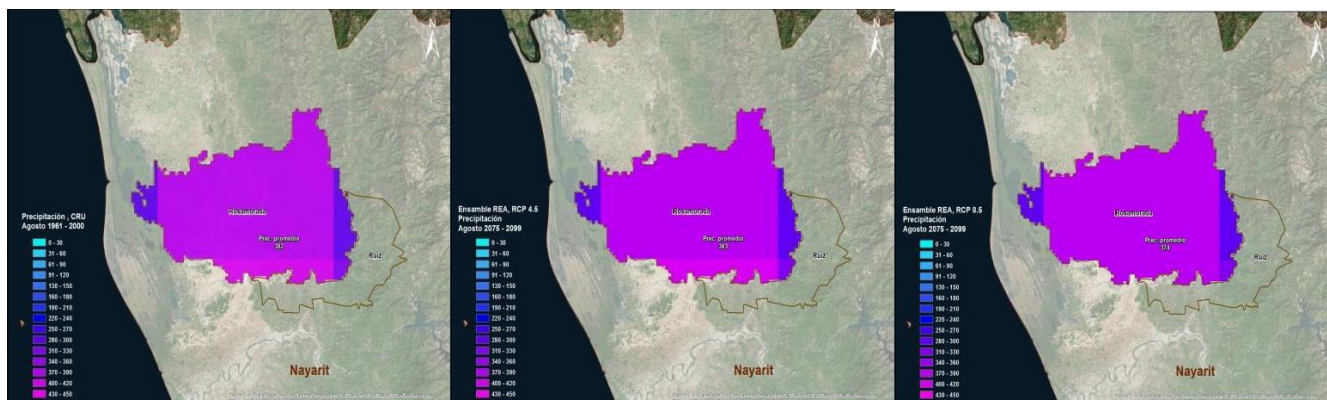 Precipitación , CRU
Agosto 1961 - 2000
0 - 30
31 - 60
61 - 90
91 - 120
130 - 150
160 - 180
190 - 210
220 - 240
250 - 270
280 - 300
310 - 330
340 - 360
370 - 390
400 - 420
430 - 450
Rosamorada
Prec. promedio
382
Ruíz
Nayarit
Ensamble REA, RCP 4.5
Precipitación
Agosto 2075 - 2099
0 - 30
31 - 60
61 - 90
91 - 120
130 - 150
160 - 180
190 - 210
220 - 240
250 - 270
280 - 300
310 - 330
340 - 360
370 - 390
400 - 420
430 - 450
Rosamorada
Prec. promedio
383
Ruíz
Nayarit
Ensamble REA, RCP 8.5
Precipitación
Agosto 2075 - 2099
0 - 30
31 - 60
61 - 90
91 - 120
130 - 150
160 - 180
190 - 210
220 - 240
250 - 270
280 - 300
310 - 330
340 - 360
370 - 390
400 - 420
430 - 450
Rosamorada
Prec. promedio
374
Ruíz
Nayarit